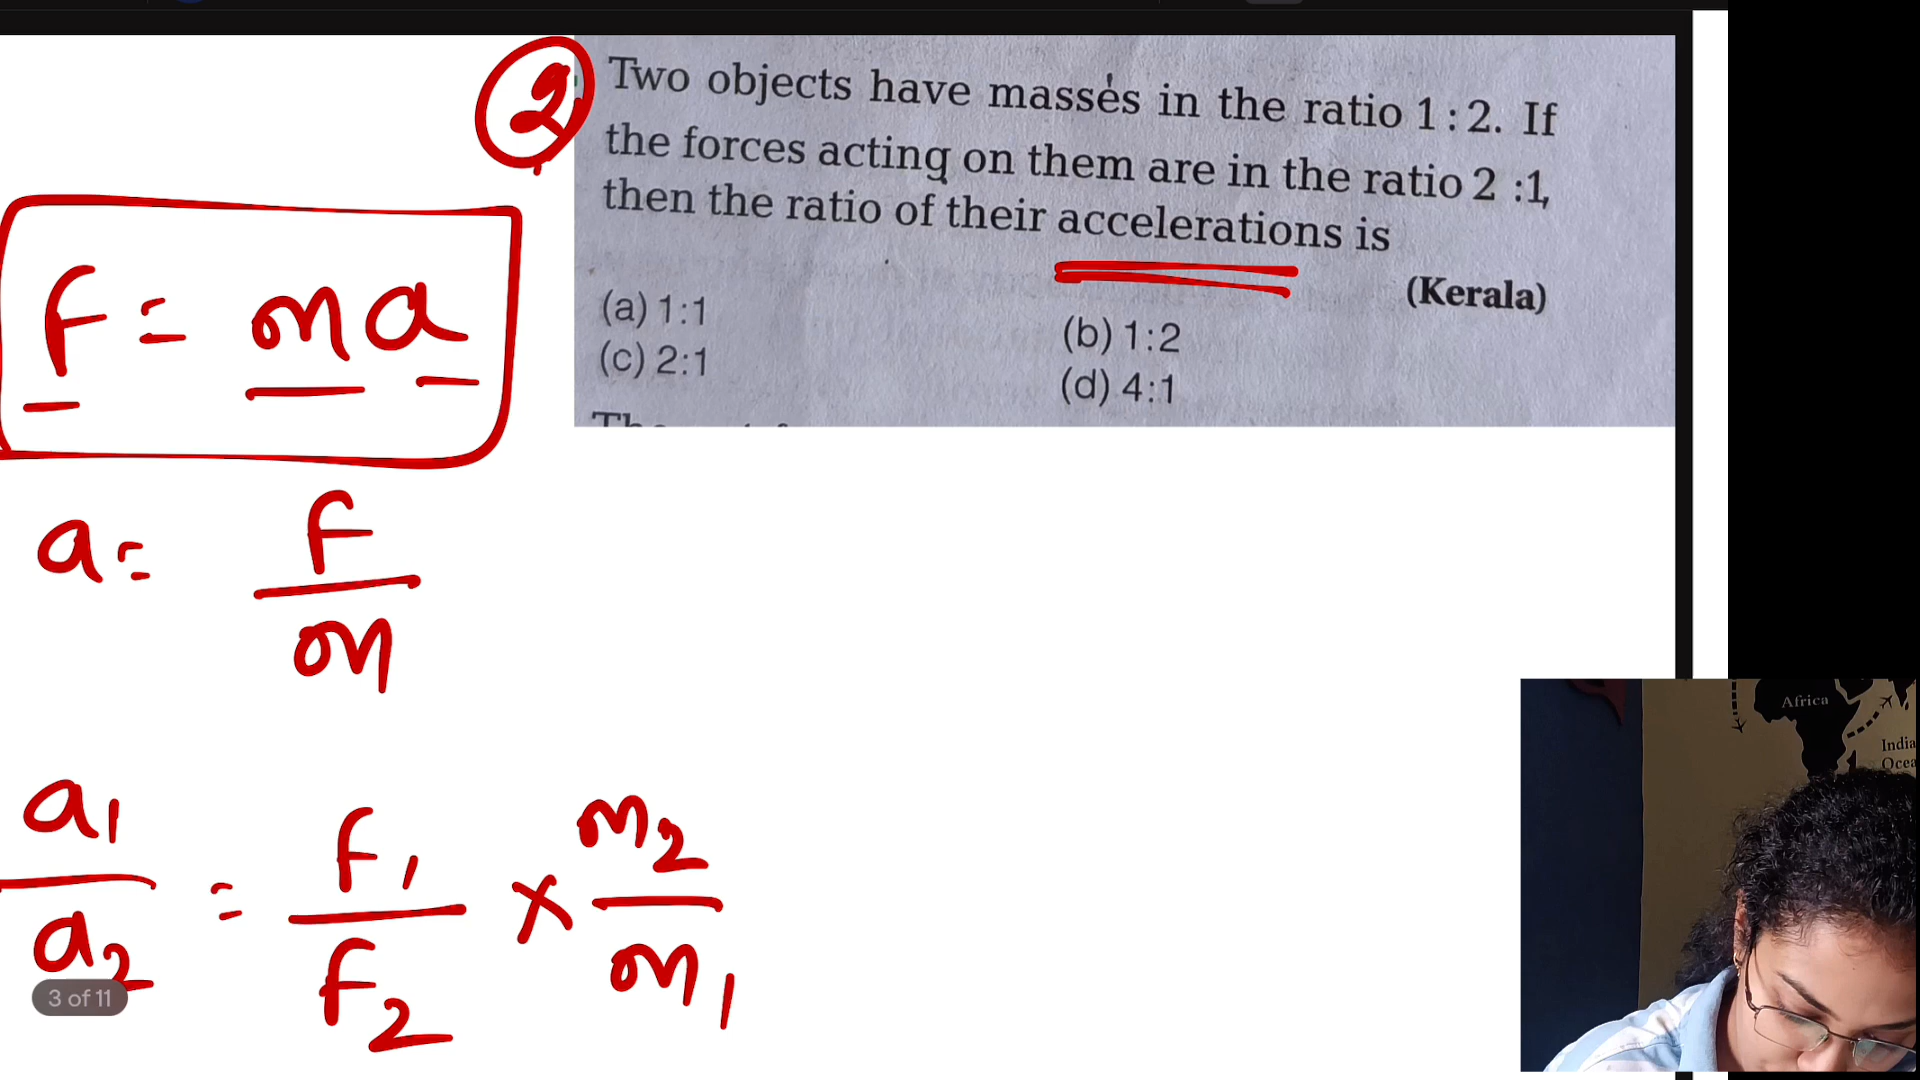 2
Two objects have masses in the ratio 1 : 2. If
the forces acting on them are in the ratio 2 :1,
then the ratio of their accelerations is
(Kerala)
(a) 1:1
(b) 1:2
(c) 2:1
(d) 4:1
F = ma
a = F
m
a1
a2
= F1
F2
× m2
m1
3 of 11
Africa
India